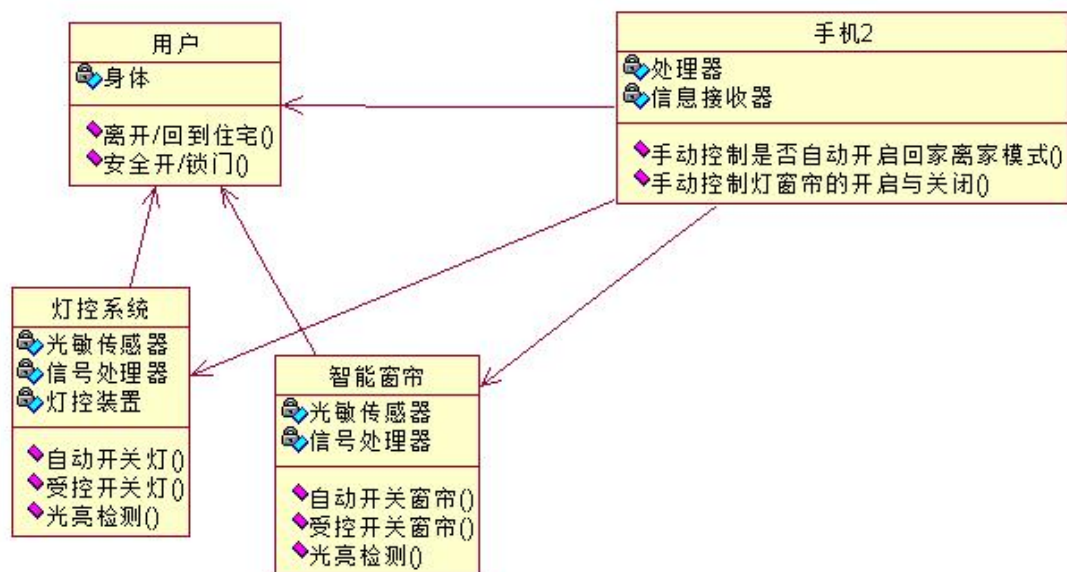 用户
身体
离开/回到住宅()
安全开/锁门()
手机2
处理器
信息接收器
手动控制是否自动开启回家离家模式()
手动控制灯窗帘的开启与关闭()
灯控系统
光敏传感器
信号处理器
灯控装置
自动开关灯()
受控开关灯()
光亮检测()
智能窗帘
光敏传感器
信号处理器
自动开关窗帘()
受控开关窗帘()
光亮检测()